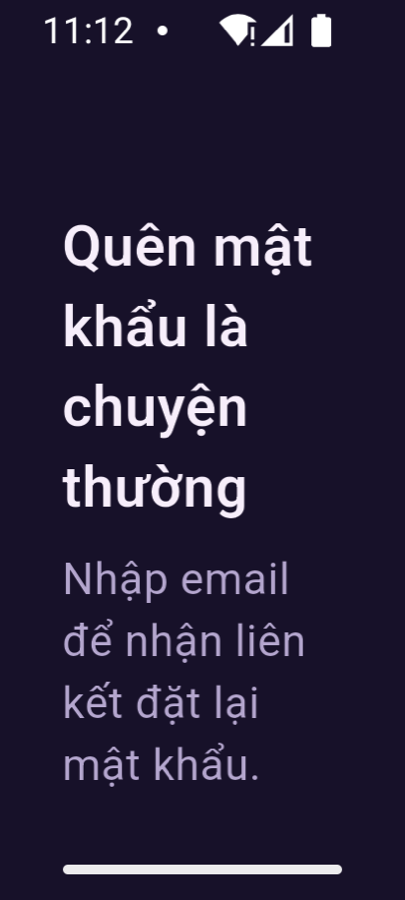 11:12
Quên mật
khẩu là
chuyện
thường
Nhập email
để nhận liên
kết đặt lại
mật khẩu.